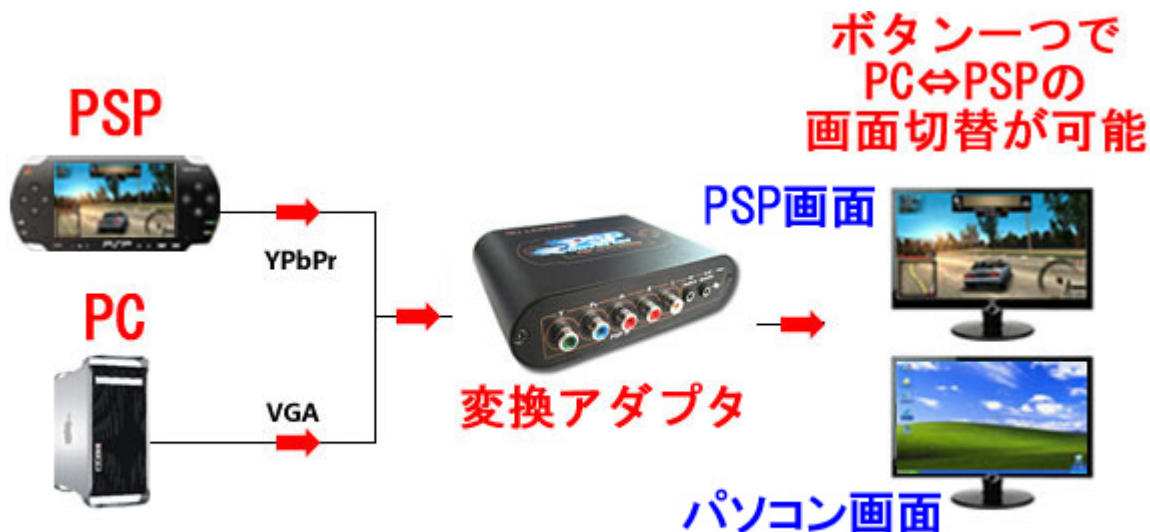 ボタン一つで
PC⇔PSPの
画面切替が可能
PSP
YPbPr
PC
VGA
変換アダプタ
PSP画面
パソコン画面